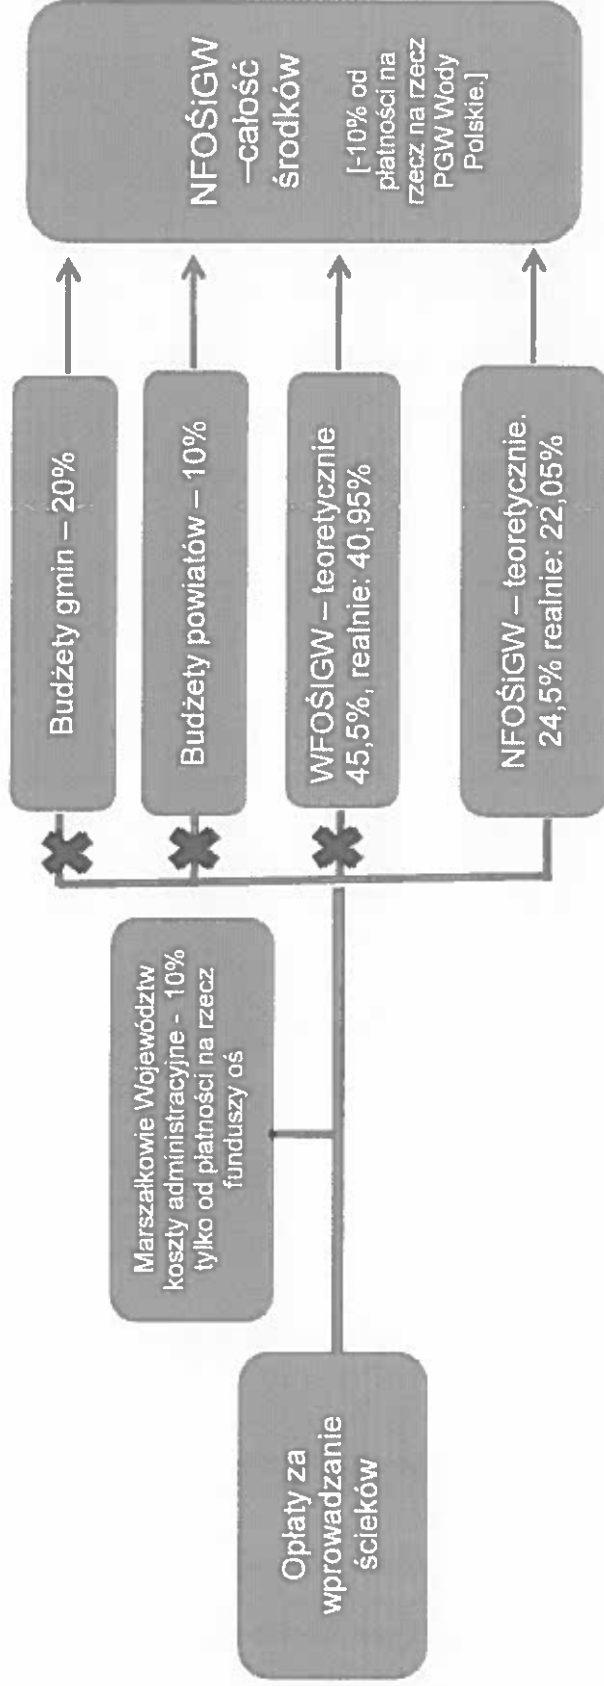 Opłaty za
wprowadzanie
ścieków
Marszałkowie Województw
koszty administracyjne - 10%
tylko od płatności na rzecz
funduszy oś
Budżety gmin – 20%
Budżety powiatów – 10%
WFOŚiGW – teoretycznie
45,5%, realnie: 40,95%
NFOŚiGW – teoretycznie.
24,5% realnie: 22,05%
NFOŚiGW
–całość
środków
[-10% od
płatności na
rzecz na rzecz
PGW Wody
Polskie.]